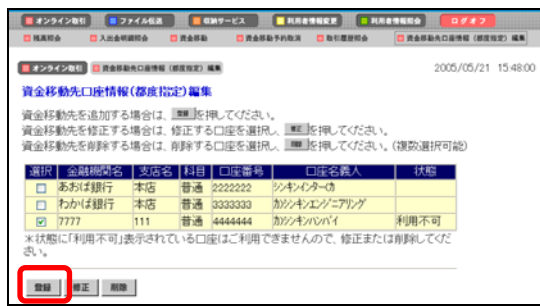 オンライン取引 ファイル伝送 収納サービス 利用者情報変更 利用者情報照会 ログオフ
残高照会 入出金明細照会 資金移動 資金移動予約取消 取引履歴照会 資金移動先口座情報（都度指定）編集
オンライン取引 資金移動先口座情報（都度指定）編集 2005/05/21 15:48:00
資金移動先口座情報(都度指定)編集
資金移動先を追加する場合は、登録を押してください。
資金移動先を修正する場合は、修正する口座を選択し、修正を押してください。
資金移動先を削除する場合は、削除する口座を選択し、削除を押してください。(複数選択可能)
選択 金融機関名 支店名 科目 口座番号 口座名義人 状態
あおば銀行 本店 普通 2222222 シンキンインターカ
わかば銀行 本店 普通 3333333 カ)シンキンエンジニアリング
7777 111 普通 4444444 カ)シンキンハンバイ 利用不可
＊状態に「利用不可」表示されている口座はご利用できませんので、修正または削除してくだ
さい。
登録 修正 削除